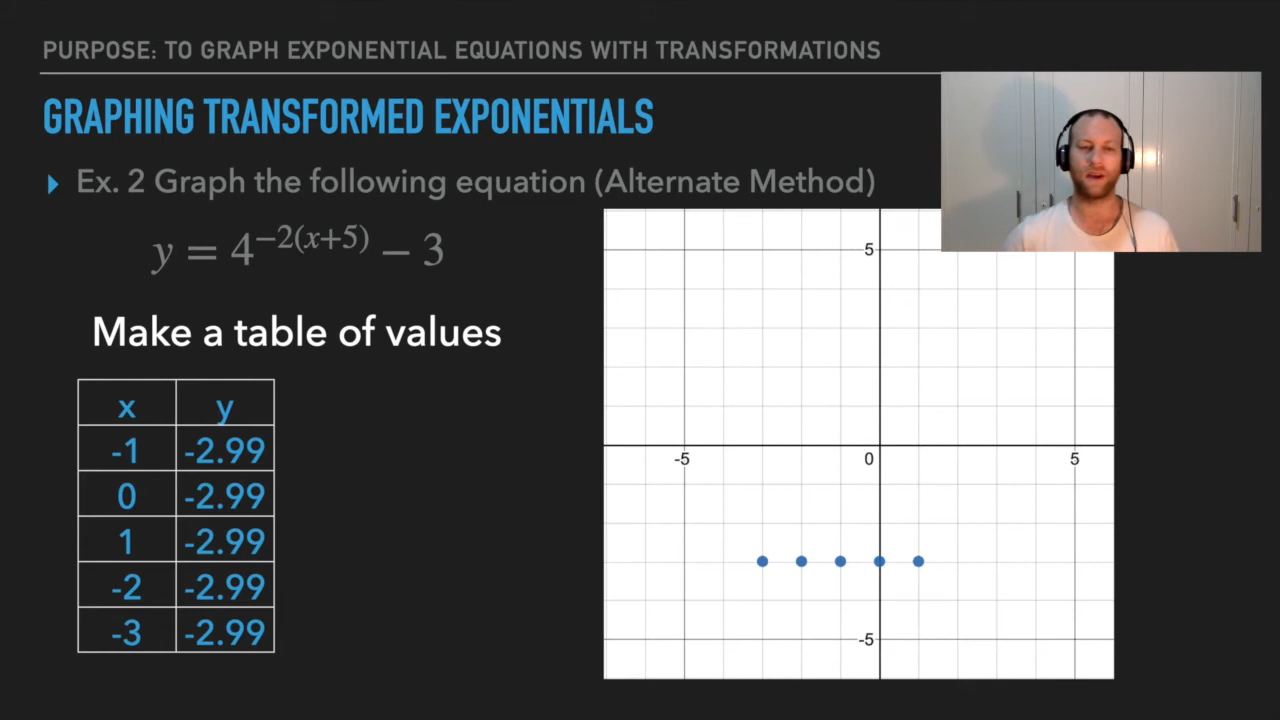 PURPOSE: TO GRAPH EXPONENTIAL EQUATIONS WITH TRANSFORMATIONS
GRAPHING TRANSFORMED EXPONENTIALS
Ex. 2 Graph the following equation (Alternate Method)
y = 4^{-2(x+5)} − 3
Make a table of values
x y
-1 -2.99
0 -2.99
1 -2.99
-2 -2.99
-3 -2.99
5
-5 0 5
-5